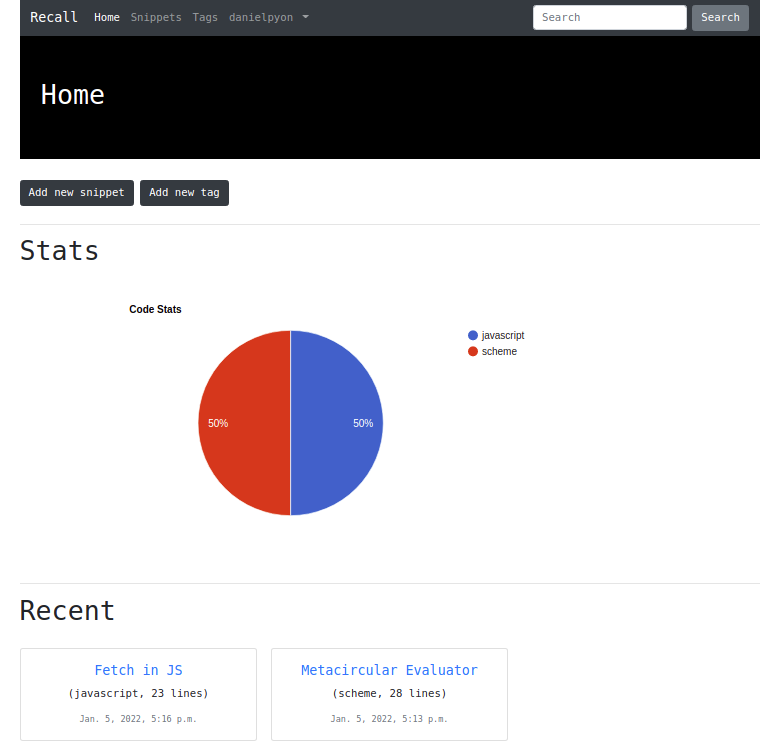 Recall Home Snippets Tags danielpyon Search Search
Home
Add new snippet Add new tag
Stats
Code Stats
javascript
scheme
50% 50%
Recent
Fetch in JS Metacircular Evaluator
(javascript, 23 lines) (scheme, 28 lines)
Jan. 5, 2022, 5:16 p.m. Jan. 5, 2022, 5:13 p.m.